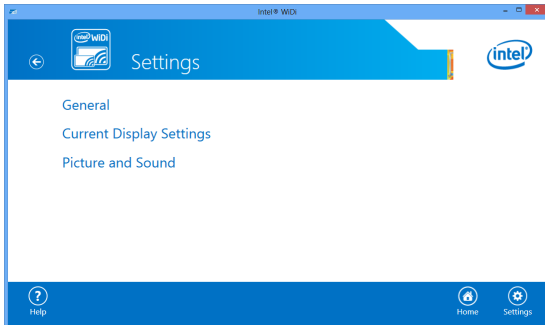 Intel® WiDi
intel WiDi
Settings
intel
General
Current Display Settings
Picture and Sound
?
Help
Home
Settings